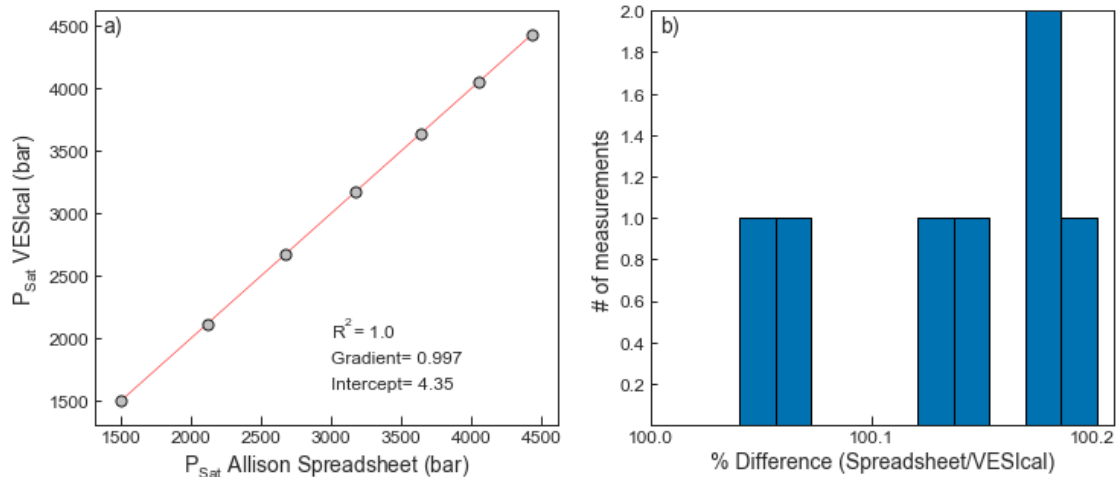 a)
4500
4000
3500
3000
2500
2000
1500
P_Sat VESIcal (bar)
R² = 1.0
Gradient= 0.997
Intercept= 4.35
1500 2000 2500 3000 3500 4000 4500
P_Sat Allison Spreadsheet (bar)
b)
2.0
1.8
1.6
1.4
1.2
1.0
0.8
0.6
0.4
0.2
# of measurements
100.0 100.1 100.2
% Difference (Spreadsheet/VESIcal)